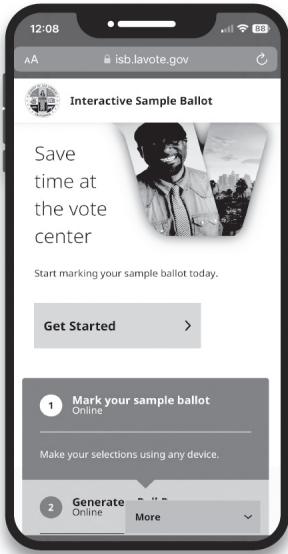 12:08
88
AA
isb.lavote.gov
Interactive Sample Ballot
Save
time at
the vote
center
Start marking your sample ballot today.
Get Started
1
Mark your sample ballot
Online
Make your selections using any device.
2
Generate
Online
More